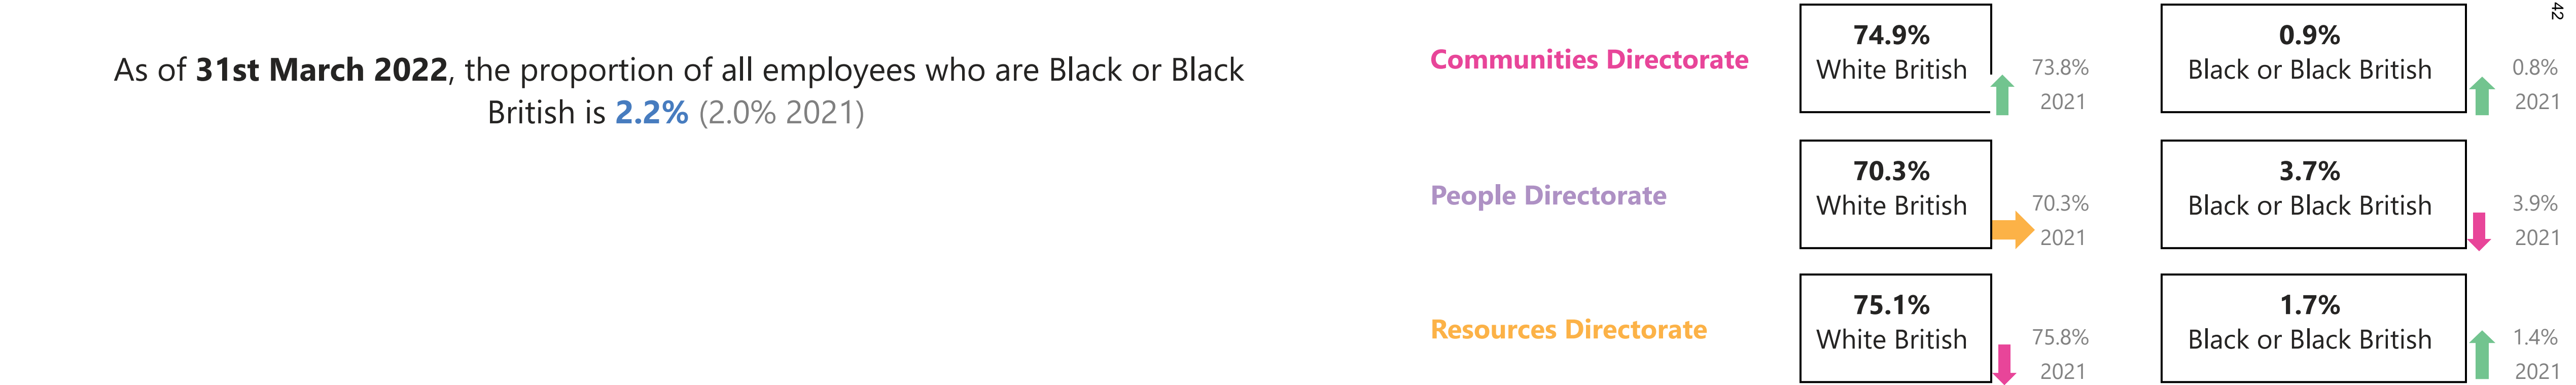 As of 31st March 2022, the proportion of all employees who are Black or Black
British is 2.2% (2.0% 2021)
Communities Directorate
74.9%
White British
73.8%
2021
0.9%
Black or Black British
0.8%
2021
People Directorate
70.3%
White British
70.3%
2021
3.7%
Black or Black British
3.9%
2021
Resources Directorate
75.1%
White British
75.8%
2021
1.7%
Black or Black British
1.4%
2021
42